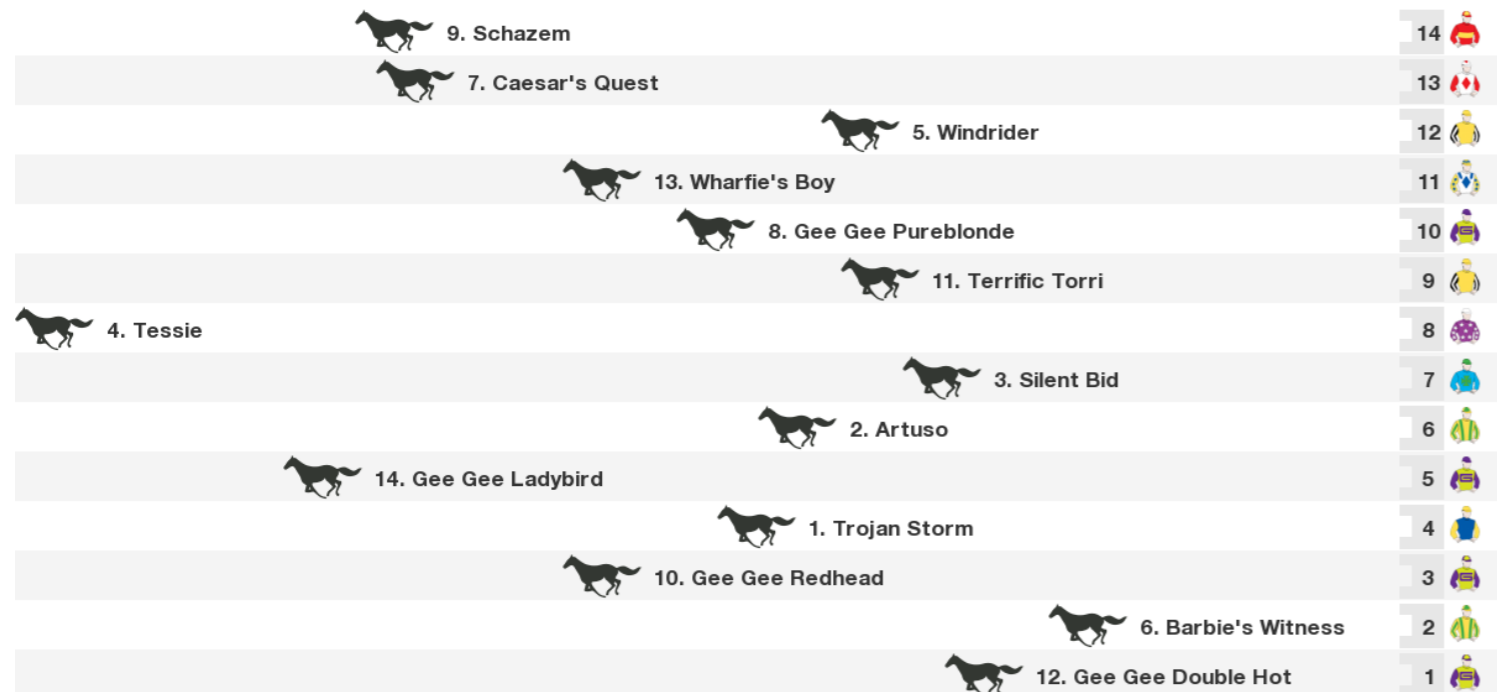 9. Schazem 14
7. Caesar's Quest 13
5. Windrider 12
13. Wharfie's Boy 11
8. Gee Gee Pureblonde 10
11. Terrific Torri 9
4. Tessie 8
3. Silent Bid 7
2. Artuso 6
14. Gee Gee Ladybird 5
1. Trojan Storm 4
10. Gee Gee Redhead 3
6. Barbie's Witness 2
12. Gee Gee Double Hot 1